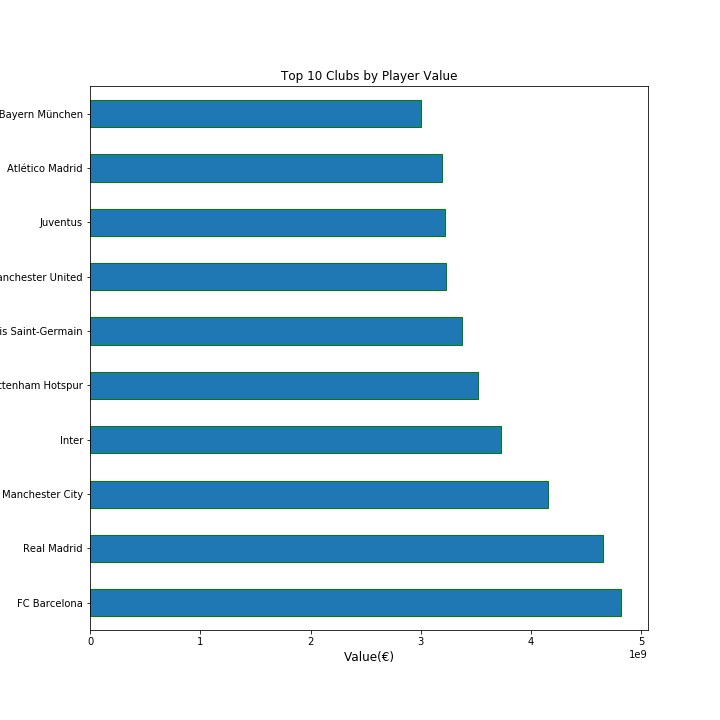 Top 10 Clubs by Player Value
Bayern München
Atlético Madrid
Juventus
anchester United
is Saint-Germain
ttenham Hotspur
Inter
Manchester City
Real Madrid
FC Barcelona
0 1 2 3 4 5
1e9
Value(€)